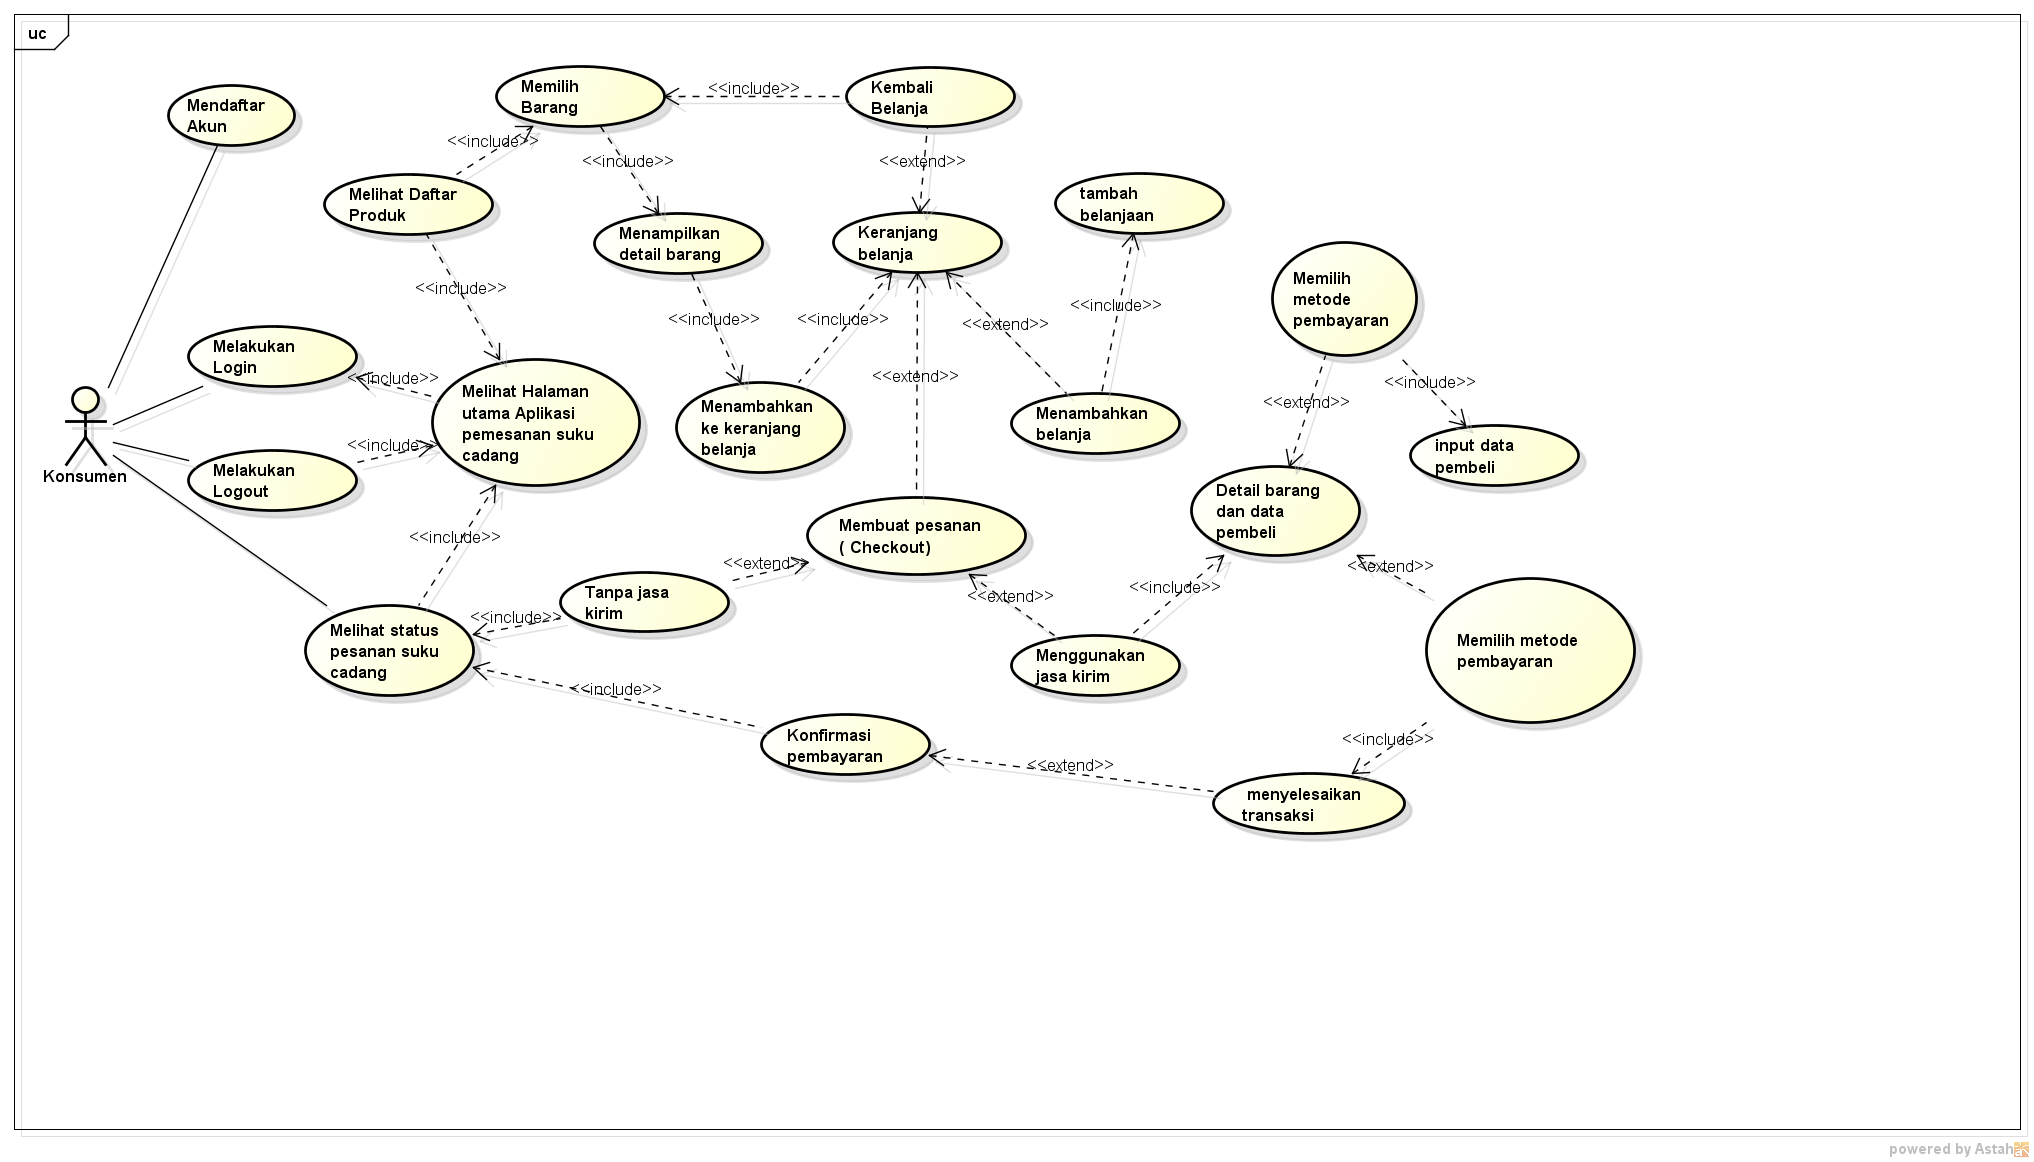 uc
Mendaftar
Akun
Memilih
Barang
<<include>>
Kembali
Belanja
<<include>>
<<include>>
<<extend>>
Melihat Daftar
Produk
tambah
belanjaan
Menampilkan
detail barang
Keranjang
belanja
Memilih
metode
pembayaran
<<include>>
<<include>>
<<include>>
<<extend>>
<<include>>
Melakukan
Login
<<include>>
<<extend>>
<<include>>
<<extend>>
Melihat Halaman
utama Aplikasi
pemesanan suku
cadang
Menambahkan
ke keranjang
belanja
Menambahkan
belanja
input data
pembeli
<<include>>
Konsumen
Melakukan
Logout
Detail barang
dan data
pembeli
<<include>>
Membuat pesanan
( Checkout)
<<extend>>
<<extend>>
<<include>>
<<extend>>
Tanpa jasa
kirim
<<include>>
Melihat status
pesanan suku
cadang
Menggunakan
jasa kirim
Memilih metode
pembayaran
<<include>>
Konfirmasi
pembayaran
<<include>>
<<extend>>
menyelesaikan
transaksi
powered by Astah